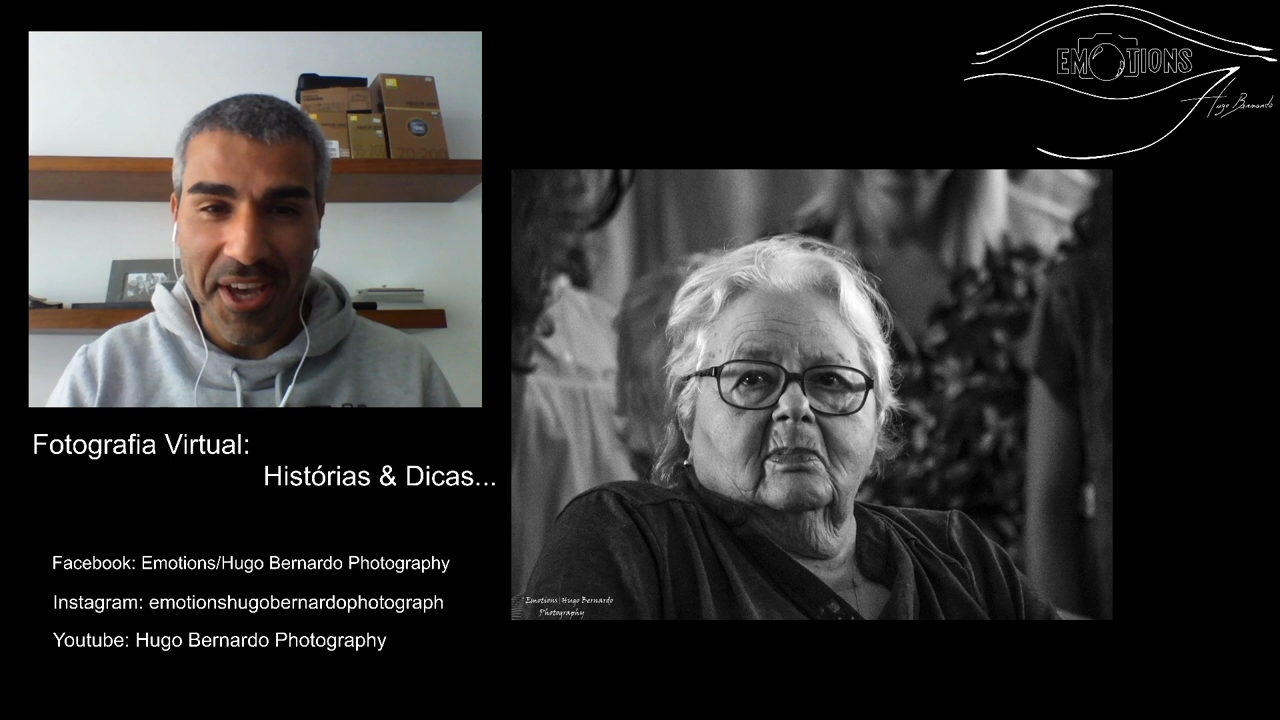 EMOTIONS
Hugo Bernardo
Fotografia Virtual:
Histórias & Dicas...
Facebook: Emotions/Hugo Bernardo Photography
Instagram: emotionshugobernardophotograph
Youtube: Hugo Bernardo Photography
Emotions|Hugo Bernardo
Photography